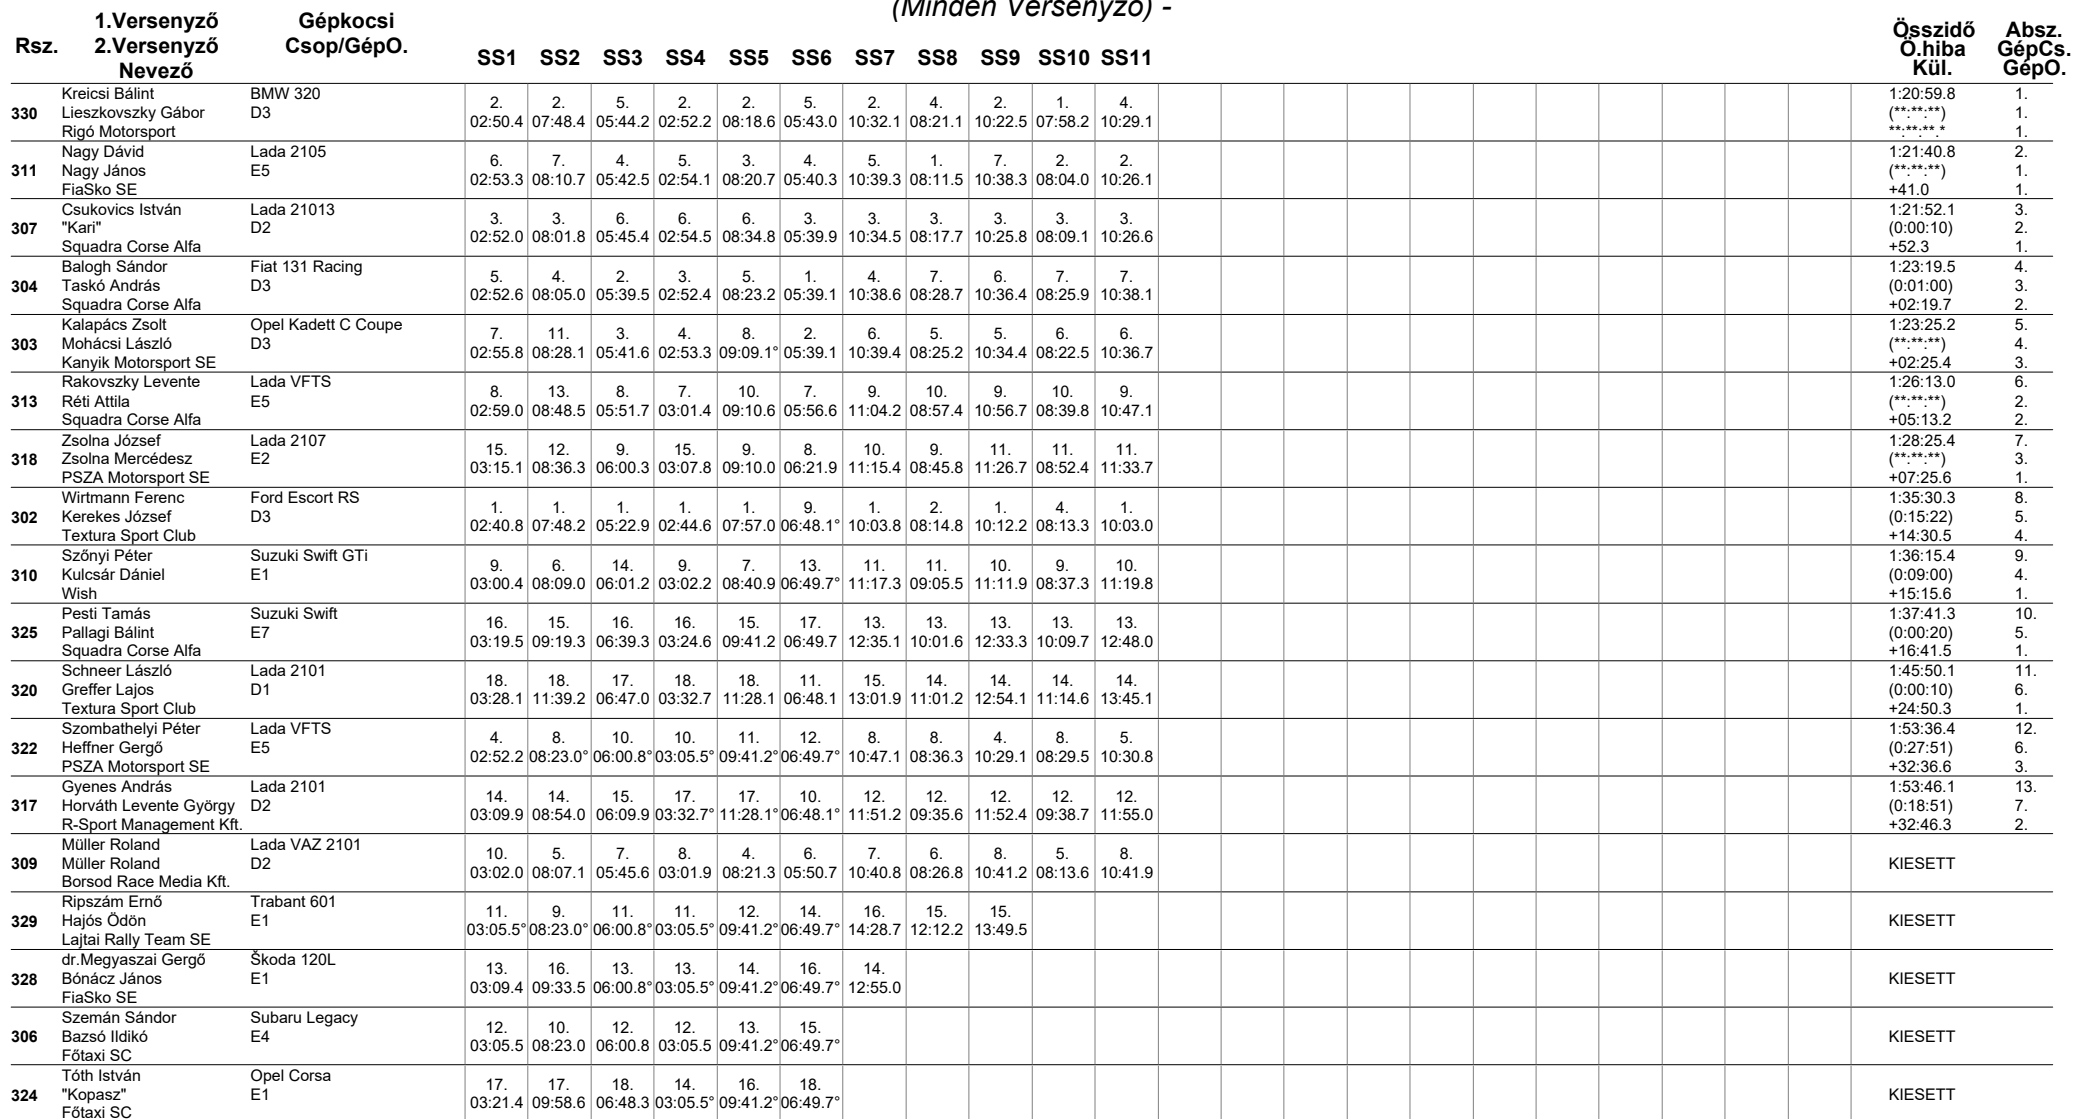 (Minden Versenyző) -
1.Versenyző Gépkocsi Összidő Absz.
Rsz. 2.Versenyző Csop/GépO. SS1 SS2 SS3 SS4 SS5 SS6 SS7 SS8 SS9 SS10 SS11 Ö.hiba GépCs.
Nevező Kül. GépO.
Kreicsi Bálint BMW 320 2. 2. 5. 2. 2. 5. 2. 4. 2. 1. 4. 1:20:59.8 1.
330 Lieszkovszky Gábor D3 02:50.4 07:48.4 05:44.2 02:52.2 08:18.6 05:43.0 10:32.1 08:21.1 10:22.5 07:58.2 10:29.1 (**:**:**) 1.
Rigó Motorsport **:**:**.* 1.
Nagy Dávid Lada 2105 6. 7. 4. 5. 3. 4. 5. 1. 7. 2. 2. 1:21:40.8 2.
311 Nagy János E5 02:53.3 08:10.7 05:42.5 02:54.1 08:20.7 05:40.3 10:39.3 08:11.5 10:38.3 08:04.0 10:26.1 (**:**:**) 1.
FiaSko SE +41.0 1.
Csukovics István Lada 21013 3. 3. 6. 6. 6. 3. 3. 3. 3. 3. 3. 1:21:52.1 3.
307 "Kari" D2 02:52.0 08:01.8 05:45.4 02:54.5 08:34.8 05:39.9 10:34.5 08:17.7 10:25.8 08:09.1 10:26.6 (0:00:10) 2.
Squadra Corse Alfa +52.3 1.
Balogh Sándor Fiat 131 Racing 5. 4. 2. 3. 5. 1. 4. 7. 6. 7. 7. 1:23:19.5 4.
304 Taskó András D3 02:52.6 08:05.0 05:39.5 02:52.4 08:23.2 05:39.1 10:38.6 08:28.7 10:36.4 08:25.9 10:38.1 (0:01:00) 3.
Squadra Corse Alfa +02:19.7 2.
Kalapács Zsolt Opel Kadett C Coupe 7. 11. 3. 4. 8. 2. 6. 5. 5. 6. 6. 1:23:25.2 5.
303 Mohácsi László D3 02:55.8 08:28.1 05:41.6 02:53.3 09:09.1° 05:39.1 10:39.4 08:25.2 10:34.4 08:22.5 10:36.7 (**:**:**) 4.
Kanyik Motorsport SE +02:25.4 3.
Rakovszky Levente Lada VFTS 8. 13. 8. 7. 10. 7. 9. 10. 9. 10. 9. 1:26:13.0 6.
313 Réti Attila E5 02:59.0 08:48.5 05:51.7 03:01.4 09:10.6 05:56.6 11:04.2 08:57.4 10:56.7 08:39.8 10:47.1 (**:**:**) 2.
Squadra Corse Alfa +05:13.2 2.
Zsolna József Lada 2107 15. 12. 9. 15. 9. 8. 10. 9. 11. 11. 11. 1:28:25.4 7.
318 Zsolna Mercédesz E2 03:15.1 08:36.3 06:00.3 03:07.8 09:10.0 06:21.9 11:15.4 08:45.8 11:26.7 08:52.4 11:33.7 (**:**:**) 3.
PSZA Motorsport SE +07:25.6 1.
Wirtmann Ferenc Ford Escort RS 1. 1. 1. 1. 1. 9. 1. 2. 1. 4. 1. 1:35:30.3 8.
302 Kerekes József D3 02:40.8 07:48.2 05:22.9 02:44.6 07:57.0 06:48.1° 10:03.8 08:14.8 10:12.2 08:13.3 10:03.0 (0:15:22) 5.
Textura Sport Club +14:30.5 4.
Szőnyi Péter Suzuki Swift GTi 9. 6. 14. 9. 7. 13. 11. 11. 10. 9. 10. 1:36:15.4 9.
310 Kulcsár Dániel E1 03:00.4 08:09.0 06:01.2 03:02.2 08:40.9 06:49.7° 11:17.3 09:05.5 11:11.9 08:37.3 11:19.8 (0:09:00) 4.
Wish +15:15.6 1.
Pesti Tamás Suzuki Swift 16. 15. 16. 16. 15. 17. 13. 13. 13. 13. 13. 1:37:41.3 10.
325 Pallagi Bálint E7 03:19.5 09:19.3 06:39.3 03:24.6 09:41.2 06:49.7 12:35.1 10:01.6 12:33.3 10:09.7 12:48.0 (0:00:20) 5.
Squadra Corse Alfa +16:41.5 1.
Schneer László Lada 2101 18. 18. 17. 18. 18. 11. 15. 14. 14. 14. 14. 1:45:50.1 11.
320 Greffer Lajos D1 03:28.1 11:39.2 06:47.0 03:32.7 11:28.1 06:48.1 13:01.9 11:01.2 12:54.1 11:14.6 13:45.1 (0:00:10) 6.
Textura Sport Club +24:50.3 1.
Szombathelyi Péter Lada VFTS 4. 8. 10. 10. 11. 12. 8. 8. 4. 8. 5. 1:53:36.4 12.
322 Heffner Gergő E5 02:52.2 08:23.0° 06:00.8° 03:05.5° 09:41.2° 06:49.7° 10:47.1 08:36.3 10:29.1 08:29.5 10:30.8 (0:27:51) 6.
PSZA Motorsport SE +32:36.6 3.
Gyenes András Lada 2101 14. 14. 15. 17. 17. 10. 12. 12. 12. 12. 12. 1:53:46.1 13.
317 Horváth Levente György D2 03:09.9 08:54.0 06:09.9 03:32.7° 11:28.1° 06:48.1° 11:51.2 09:35.6 11:52.4 09:38.7 11:55.0 (0:18:51) 7.
R-Sport Management Kft. +32:46.3 2.
Müller Roland Lada VAZ 2101 10. 5. 7. 8. 4. 6. 7. 6. 8. 5. 8.
309 Müller Roland D2 03:02.0 08:07.1 05:45.6 03:01.9 08:21.3 05:50.7 10:40.8 08:26.8 10:41.2 08:13.6 10:41.9 KIESETT
Borsod Race Media Kft.
Ripszám Ernő Trabant 601 11. 9. 11. 11. 12. 14. 16. 15. 15.
329 Hajós Ödön E1 03:05.5° 08:23.0° 06:00.8° 03:05.5° 09:41.2° 06:49.7° 14:28.7 12:12.2 13:49.5 KIESETT
Lajtai Rally Team SE
dr.Megyaszai Gergő Škoda 120L 13. 16. 13. 13. 14. 16. 14.
328 Bónácz János E1 03:09.4 09:33.5 06:00.8° 03:05.5° 09:41.2° 06:49.7° 12:55.0 KIESETT
FiaSko SE
Szemán Sándor Subaru Legacy 12. 10. 12. 12. 13. 15.
306 Bazsó Ildikó E4 03:05.5 08:23.0 06:00.8 03:05.5 09:41.2° 06:49.7° KIESETT
Főtaxi SC
Tóth István Opel Corsa 17. 17. 18. 14. 16. 18.
324 "Kopasz" E1 03:21.4 09:58.6 06:48.3 03:05.5° 09:41.2° 06:49.7° KIESETT
Főtaxi SC